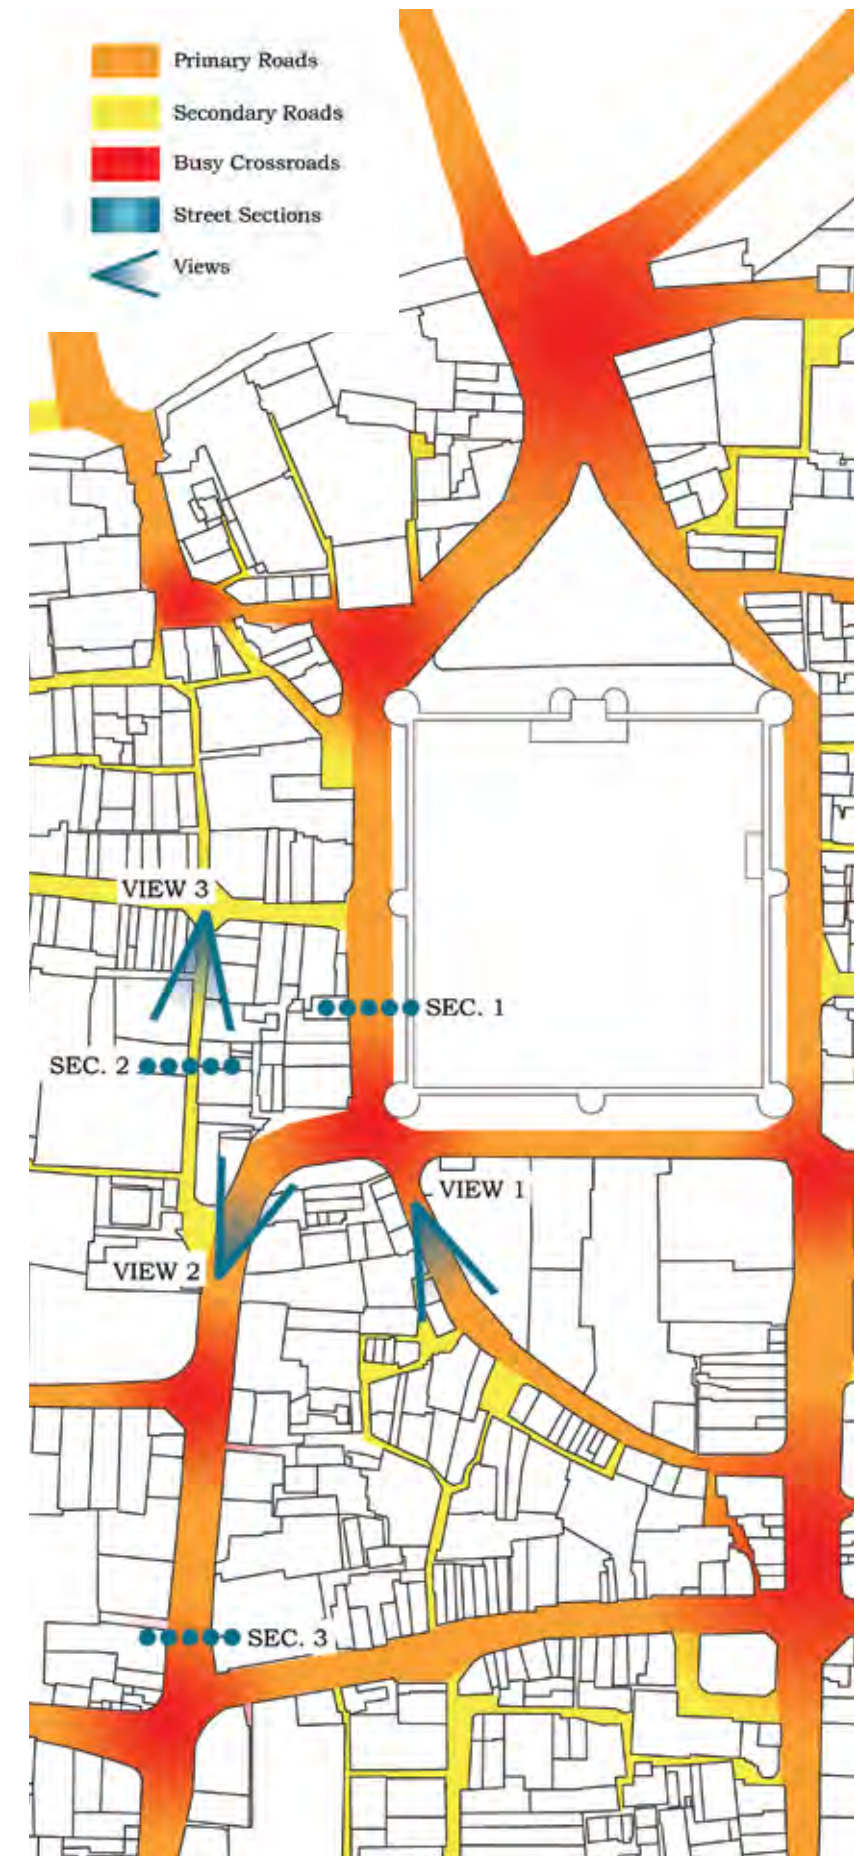 Primary Roads
Secondary Roads
Busy Crossroads
Street Sections
Views
VIEW 3
SEC. 1
SEC. 2
VIEW 1
VIEW 2
SEC. 3